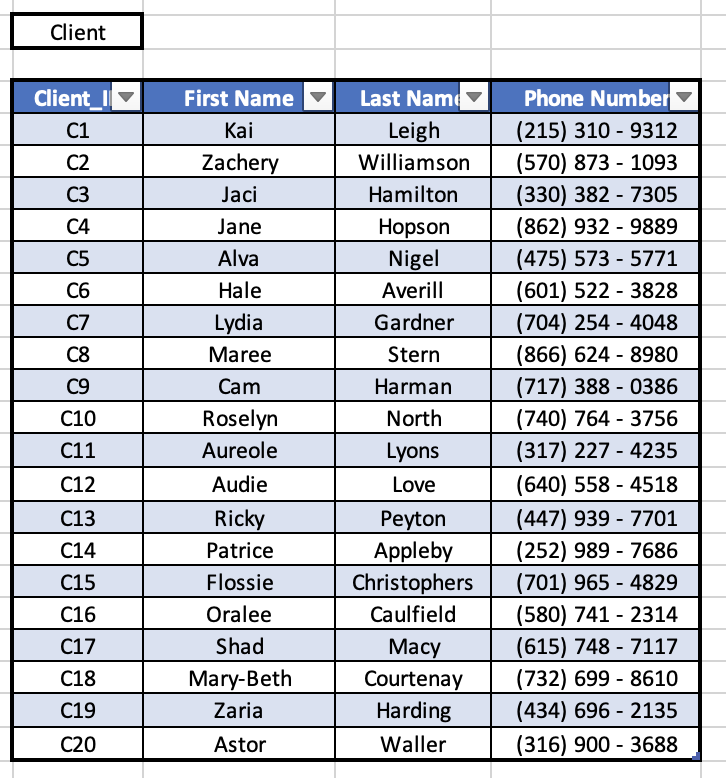 Client
Client_I First Name Last Name Phone Number
C1 Kai Leigh (215) 310 - 9312
C2 Zachery Williamson (570) 873 - 1093
C3 Jaci Hamilton (330) 382 - 7305
C4 Jane Hopson (862) 932 - 9889
C5 Alva Nigel (475) 573 - 5771
C6 Hale Averill (601) 522 - 3828
C7 Lydia Gardner (704) 254 - 4048
C8 Maree Stern (866) 624 - 8980
C9 Cam Harman (717) 388 - 0386
C10 Roselyn North (740) 764 - 3756
C11 Aureole Lyons (317) 227 - 4235
C12 Audie Love (640) 558 - 4518
C13 Ricky Peyton (447) 939 - 7701
C14 Patrice Appleby (252) 989 - 7686
C15 Flossie Christophers (701) 965 - 4829
C16 Oralee Caulfield (580) 741 - 2314
C17 Shad Macy (615) 748 - 7117
C18 Mary-Beth Courtenay (732) 699 - 8610
C19 Zaria Harding (434) 696 - 2135
C20 Astor Waller (316) 900 - 3688